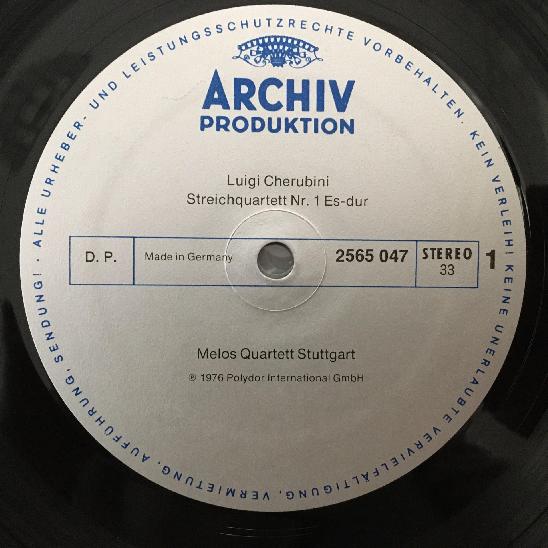 ALLE URHEBER- UND LEISTUNGSSCHUTZRECHTE VORBEHALTEN. KEIN VERLEIH! KEINE UNERLAUBTE VERVIELFÄLTIGUNG, VERMIETUNG, AUFFÜHRUNG, SENDUNG! ·
ARCHIV
PRODUKTION
Luigi Cherubini
Streichquartett Nr. 1 Es-dur
D. P. Made in Germany 2565 047 STEREO 33 1
Melos Quartett Stuttgart
℗ 1976 Polydor International GmbH